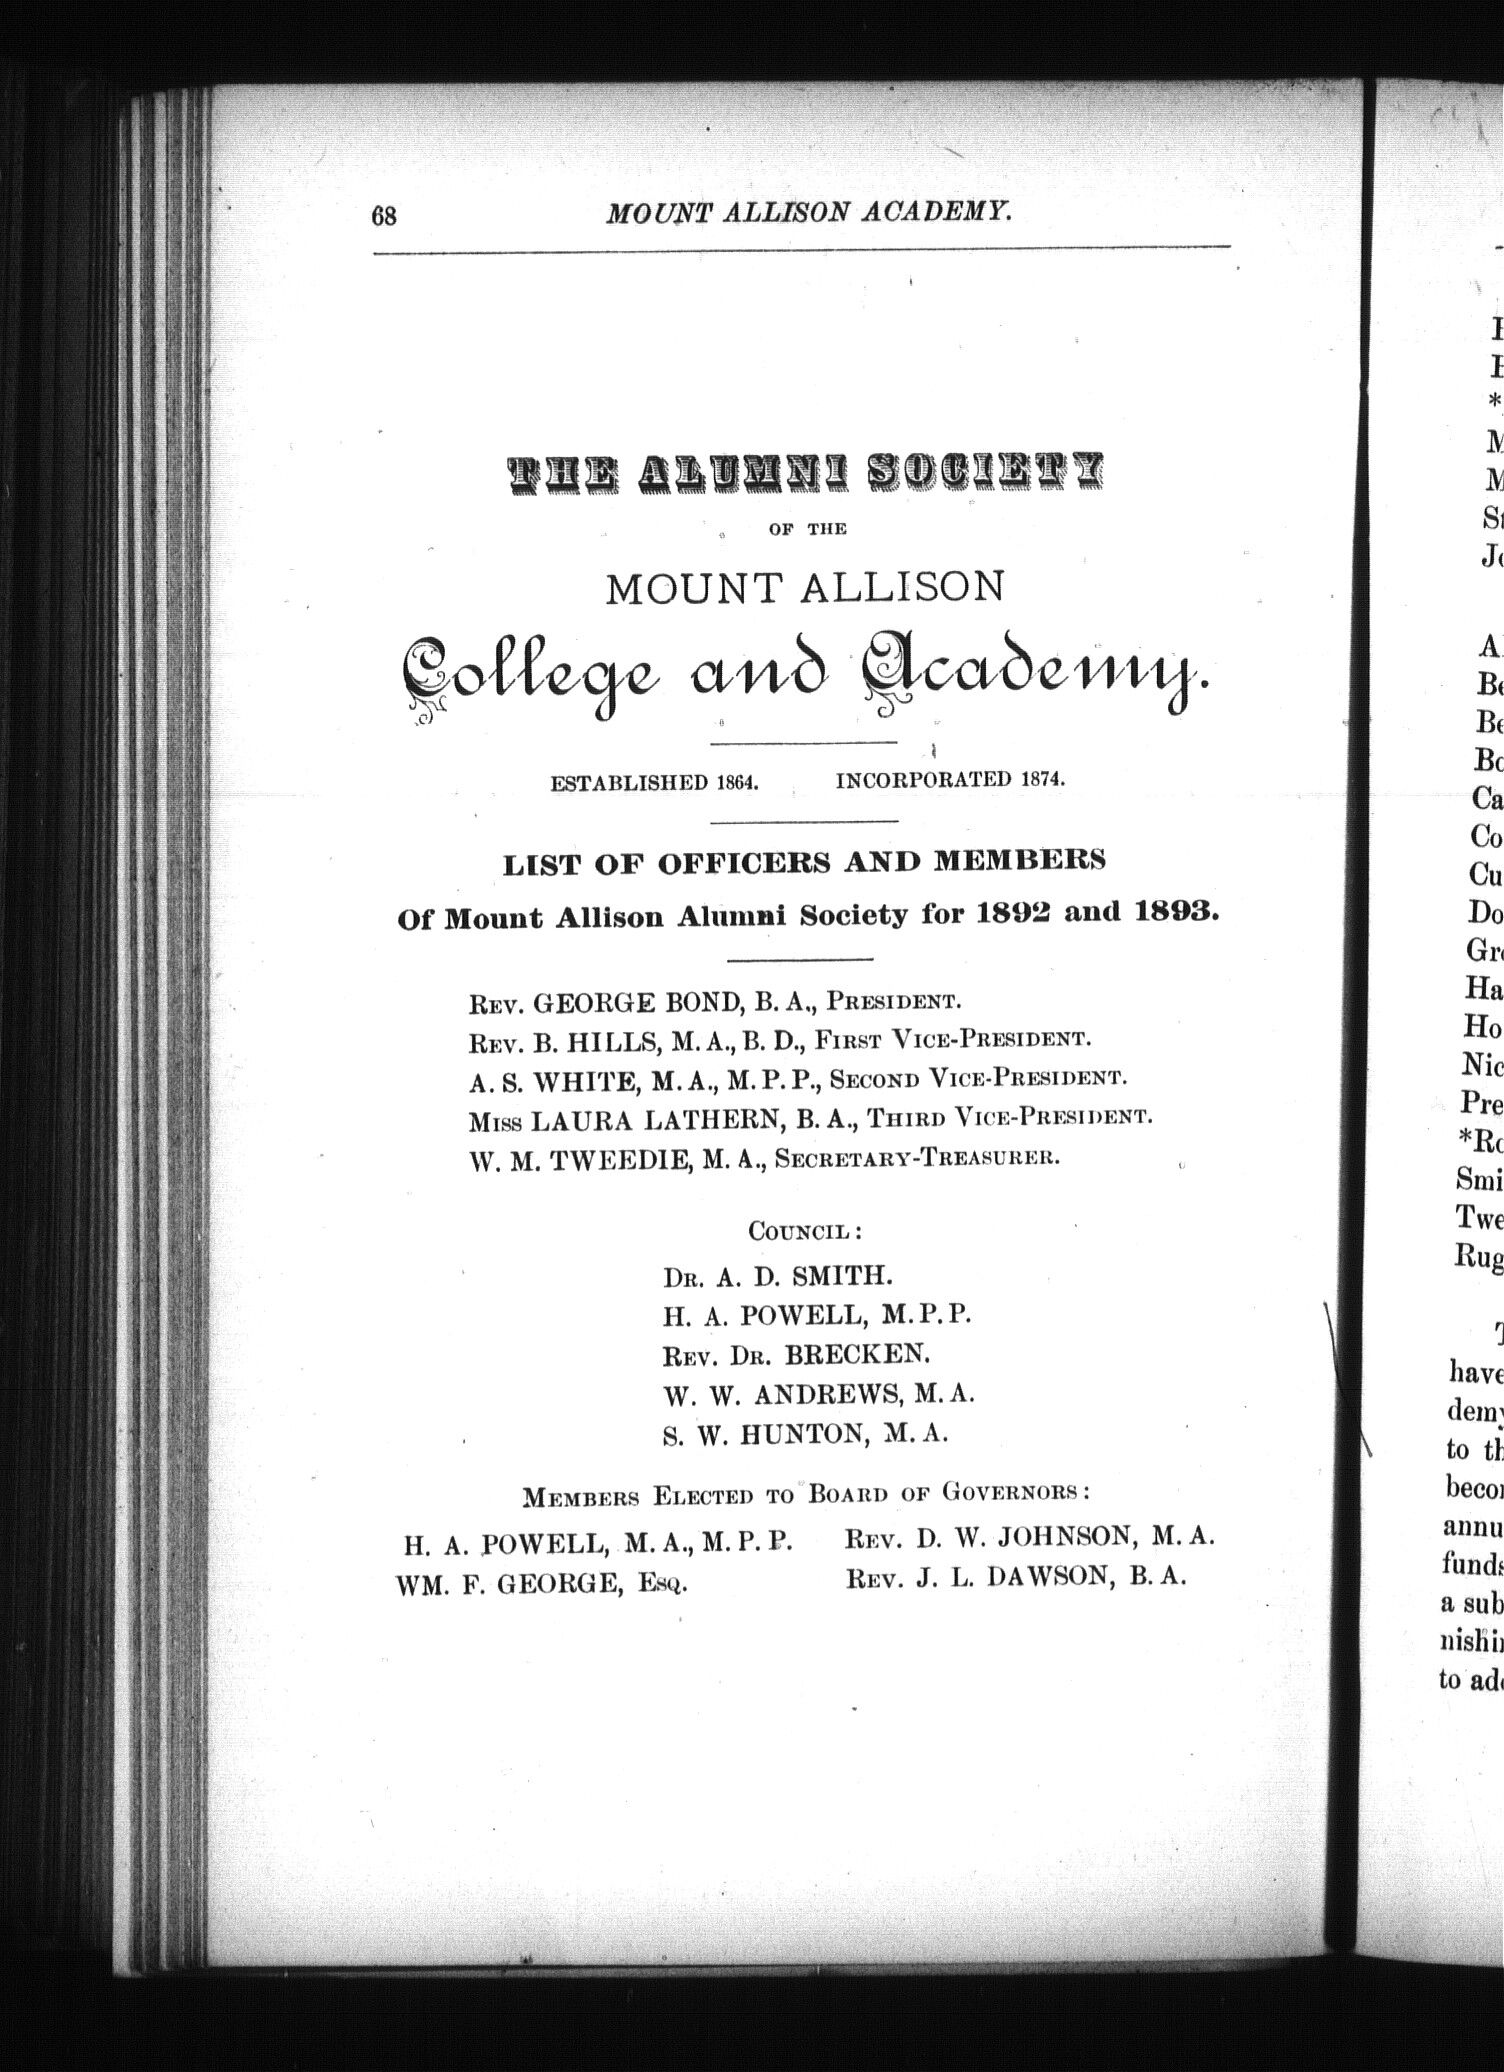 68 MOUNT ALLISON ACADEMY.
THE ALUMNI SOCIETY
OF THE
MOUNT ALLISON
College and Academy.
ESTABLISHED 1864. INCORPORATED 1874.
LIST OF OFFICERS AND MEMBERS
Of Mount Allison Alumni Society for 1892 and 1893.
REV. GEORGE BOND, B. A., PRESIDENT.
REV. B. HILLS, M. A., B. D., FIRST VICE-PRESIDENT.
A. S. WHITE, M. A., M. P. P., SECOND VICE-PRESIDENT.
MISS LAURA LATHERN, B. A., THIRD VICE-PRESIDENT.
W. M. TWEEDIE, M. A., SECRETARY-TREASURER.
COUNCIL:
DR. A. D. SMITH.
H. A. POWELL, M. P. P.
REV. DR. BRECKEN.
W. W. ANDREWS, M. A.
S. W. HUNTON, M. A.
MEMBERS ELECTED TO BOARD OF GOVERNORS:
H. A. POWELL, M. A., M. P. P. REV. D. W. JOHNSON, M. A.
WM. F. GEORGE, ESQ. REV. J. L. DAWSON, B. A.
have
to
a
to